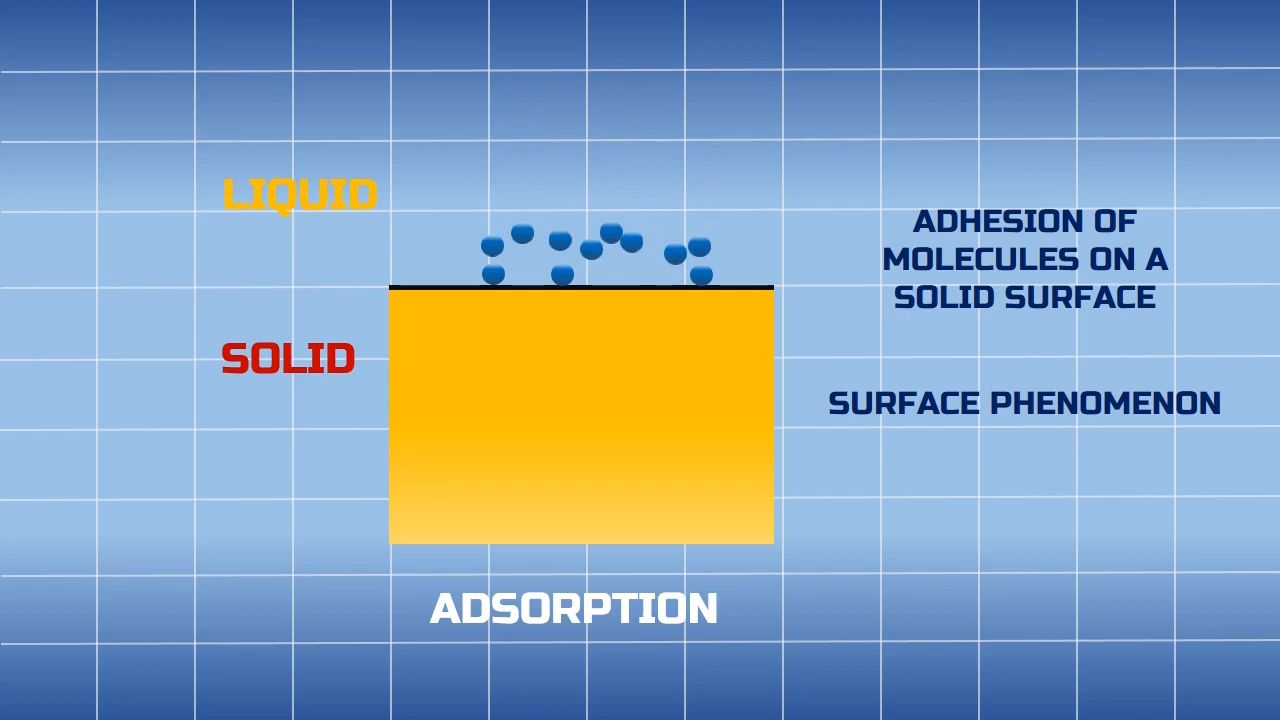 LIQUID
SOLID
ADHESION OF
MOLECULES ON A
SOLID SURFACE
SURFACE PHENOMENON
ADSORPTION